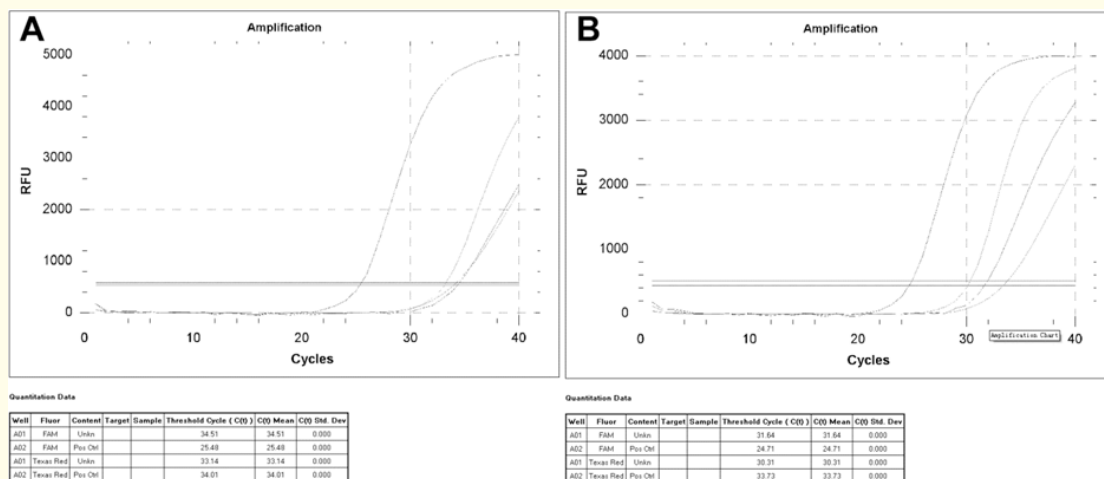 A
Amplification
5000
4000
3000
2000
1000
0
RFU
0 10 20 30 40
Cycles
Quantitation Data
Well Fluor Content Target Sample Threshold Cycle ( C(t) ) C(t) Mean C(t) Std. Dev
A01 FAM Unkn 34.51 34.51 0.000
A02 FAM Pos Ctrl 25.48 25.48 0.000
A01 Texas Red Unkn 33.14 33.14 0.000
A02 Texas Red Pos Ctrl 34.01 34.01 0.000
B
Amplification
4000
3000
2000
1000
0
RFU
0 10 20 30 40
Amplification Chart
Cycles
Quantitation Data
Well Fluor Content Target Sample Threshold Cycle ( C(t) ) C(t) Mean C(t) Std. Dev
A01 FAM Unkn 31.64 31.64 0.000
A02 FAM Pos Ctrl 24.71 24.71 0.000
A01 Texas Red Unkn 30.31 30.31 0.000
A02 Texas Red Pos Ctrl 33.73 33.73 0.000